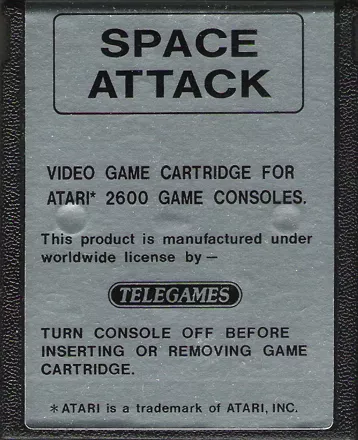 SPACE
ATTACK
VIDEO GAME CARTRIDGE FOR
ATARI* 2600 GAME CONSOLES.
This product is manufactured under
worldwide license by —
TELEGAMES
TURN CONSOLE OFF BEFORE
INSERTING OR REMOVING GAME
CARTRIDGE.
*ATARI is a trademark of ATARI, INC.